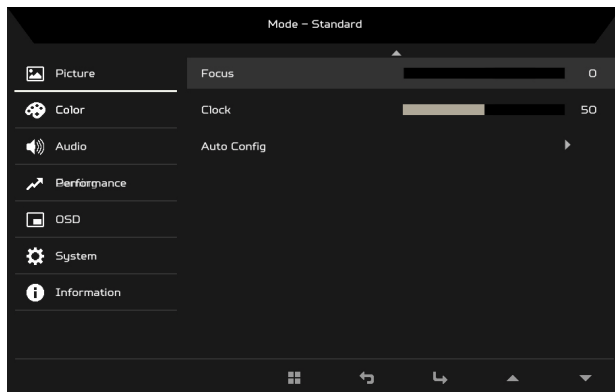 Mode – Standard
Picture
Focus 0
Color
Clock 50
Audio
Auto Config
OSD
System
Information